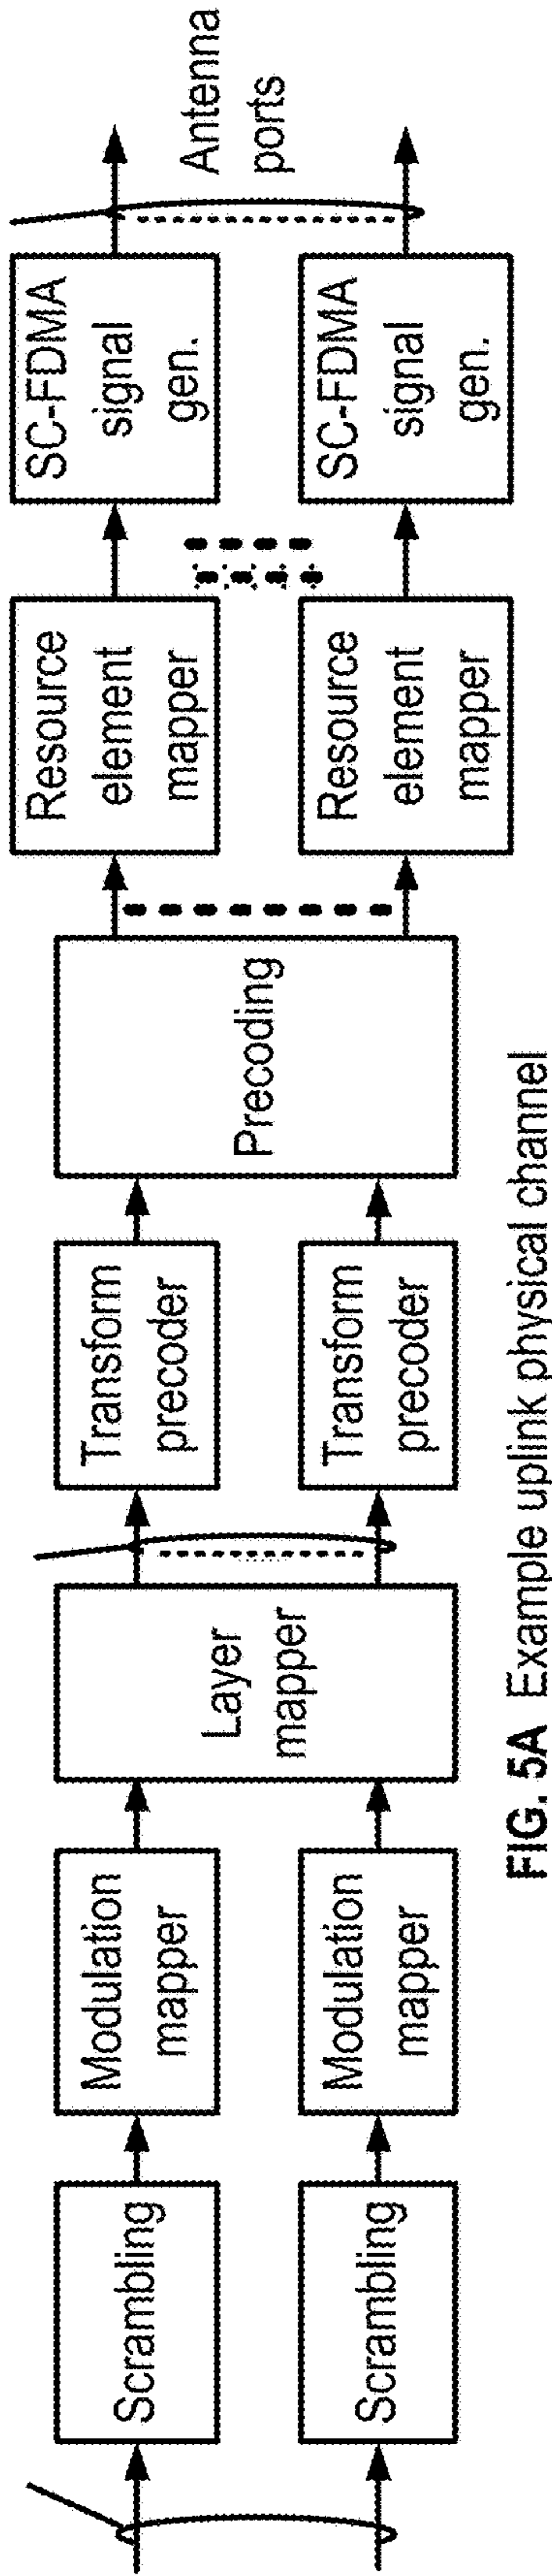 Scrambling
Scrambling
Modulation
mapper
Modulation
mapper
Layer
mapper
Transform
precoder
Transform
precoder
Precoding
Resource
element
mapper
Resource
element
mapper
SC-FDMA
signal
gen.
SC-FDMA
signal
gen.
Antenna
ports
FIG. 5A Example uplink physical channel